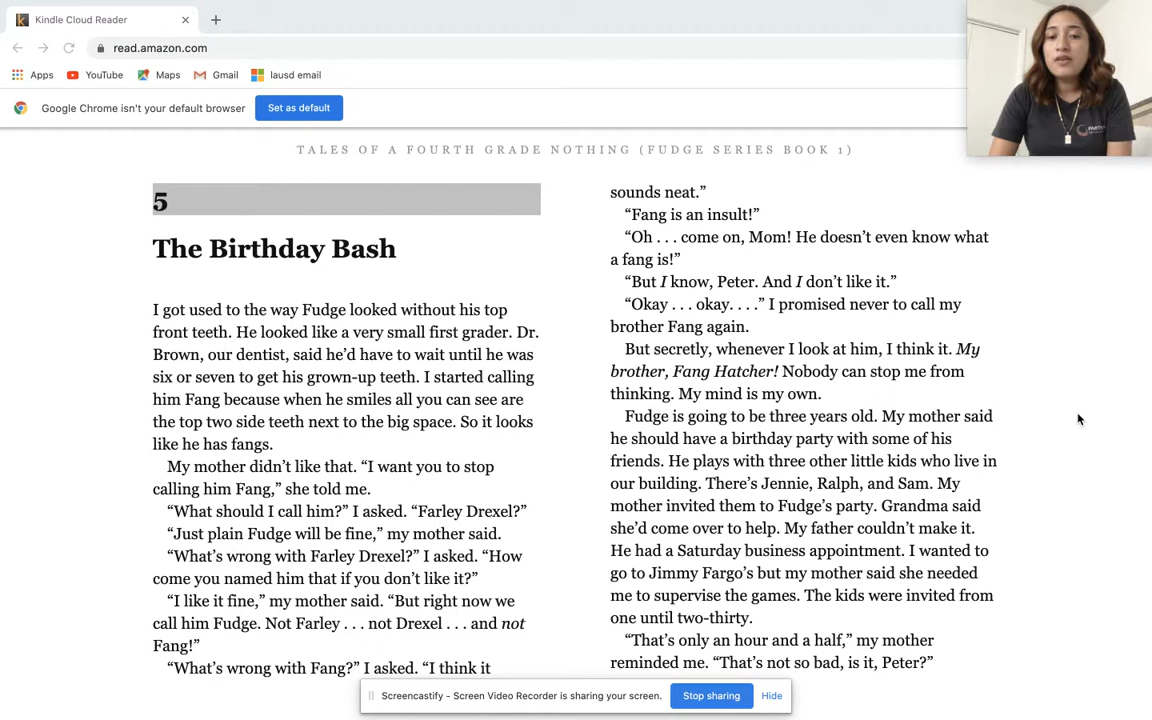 Kindle Cloud Reader
read.amazon.com
Apps
YouTube
Maps
Gmail
lausd email
Google Chrome isn't your default browser
Set as default
TALES OF A FOURTH GRADE NOTHING (FUDGE SERIES BOOK 1)
5
The Birthday Bash
I got used to the way Fudge looked without his top
front teeth. He looked like a very small first grader. Dr.
Brown, our dentist, said he’d have to wait until he was
six or seven to get his grown-up teeth. I started calling
him Fang because when he smiles all you can see are
the top two side teeth next to the big space. So it looks
like he has fangs.
My mother didn’t like that. “I want you to stop
calling him Fang,” she told me.
“What should I call him?” I asked. “Farley Drexel?”
“Just plain Fudge will be fine,” my mother said.
“What’s wrong with Farley Drexel?” I asked. “How
come you named him that if you don’t like it?”
“I like it fine,” my mother said. “But right now we
call him Fudge. Not Farley . . . not Drexel . . . and not
Fang!”
“What’s wrong with Fang?” I asked. “I think it
sounds neat.”
“Fang is an insult!”
“Oh . . . come on, Mom! He doesn’t even know what
a fang is!”
“But I know, Peter. And I don’t like it.”
“Okay . . . okay. . . .” I promised never to call my
brother Fang again.
But secretly, whenever I look at him, I think it. My
brother, Fang Hatcher! Nobody can stop me from
thinking. My mind is my own.
Fudge is going to be three years old. My mother said
he should have a birthday party with some of his
friends. He plays with three other little kids who live in
our building. There’s Jennie, Ralph, and Sam. My
mother invited them to Fudge’s party. Grandma said
she’d come over to help. My father couldn’t make it.
He had a Saturday business appointment. I wanted to
go to Jimmy Fargo’s but my mother said she needed
me to supervise the games. The kids were invited from
one until two-thirty.
“That’s only an hour and a half,” my mother
reminded me. “That’s not so bad, is it, Peter?”
Screencastify - Screen Video Recorder is sharing your screen.
Stop sharing
Hide